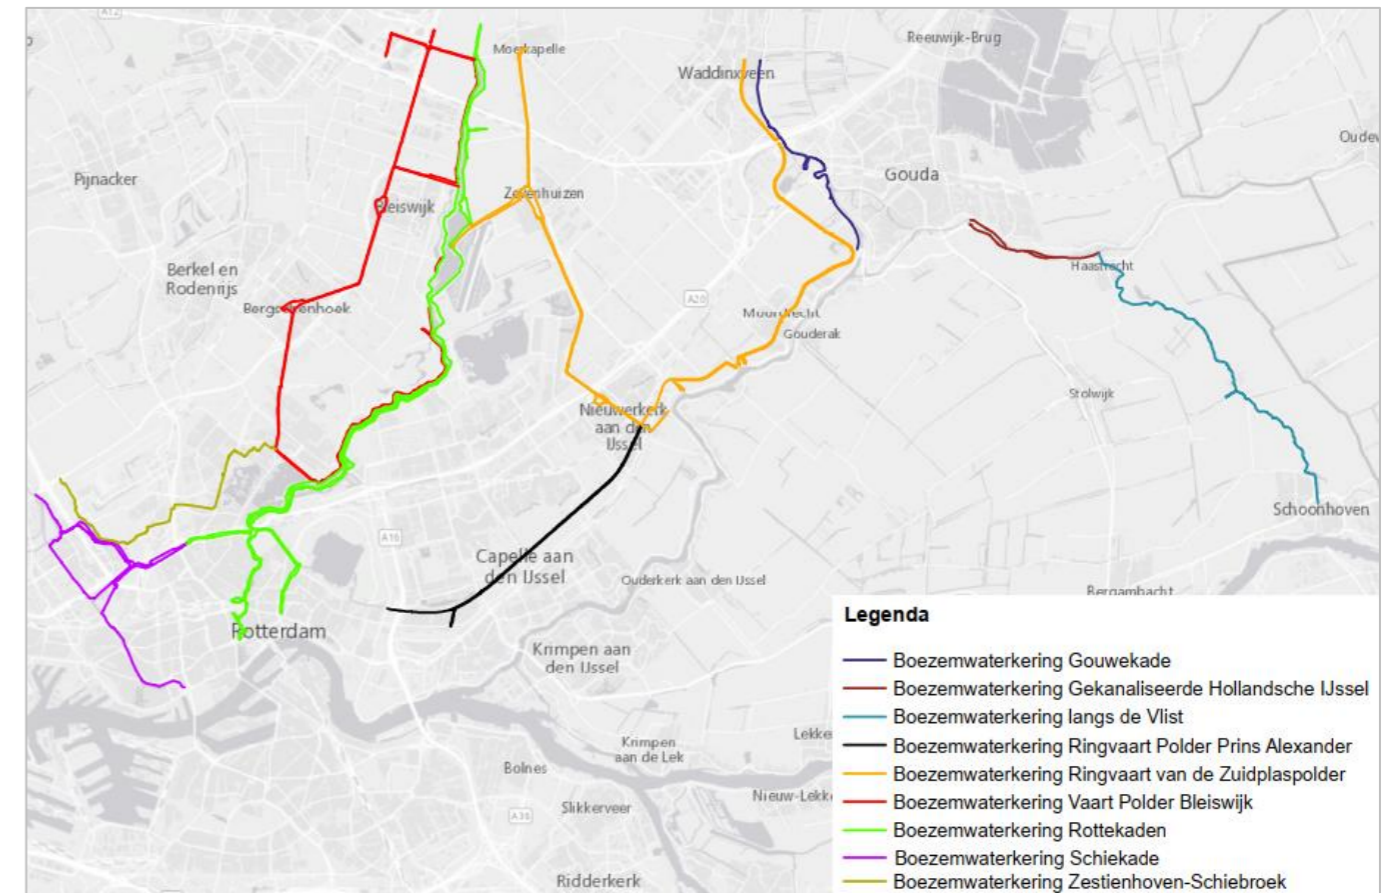 A12
Moerkapelle
Reeuwijk-Brug
Waddinxveen
Pijnacker
Gouda
Zevenhuizen
Bleiswijk
Berkel en
Rodenrijs
Haastrecht
Bergschenhoek
A20
Moordrecht
Gouderak
Stolwijk
Nieuwerkerk
aan den
IJssel
Schoonhoven
A16
Capelle aan
den IJssel
Ouderkerk aan den IJssel
Bergambacht
Rotterdam
Krimpen aan
den IJssel
Krimpen
aan de Lek
Lekke
Bolnes
Nieuw-Lekk
Slikkerveer
A38
Ridderkerk
Legenda
Boezemwaterkering Gouwekade
Boezemwaterkering Gekanaliseerde Hollandsche IJssel
Boezemwaterkering langs de Vlist
Boezemwaterkering Ringvaart Polder Prins Alexander
Boezemwaterkering Ringvaart van de Zuidplaspolder
Boezemwaterkering Vaart Polder Bleiswijk
Boezemwaterkering Rottekaden
Boezemwaterkering Schiekade
Boezemwaterkering Zestienhoven-Schiebroek